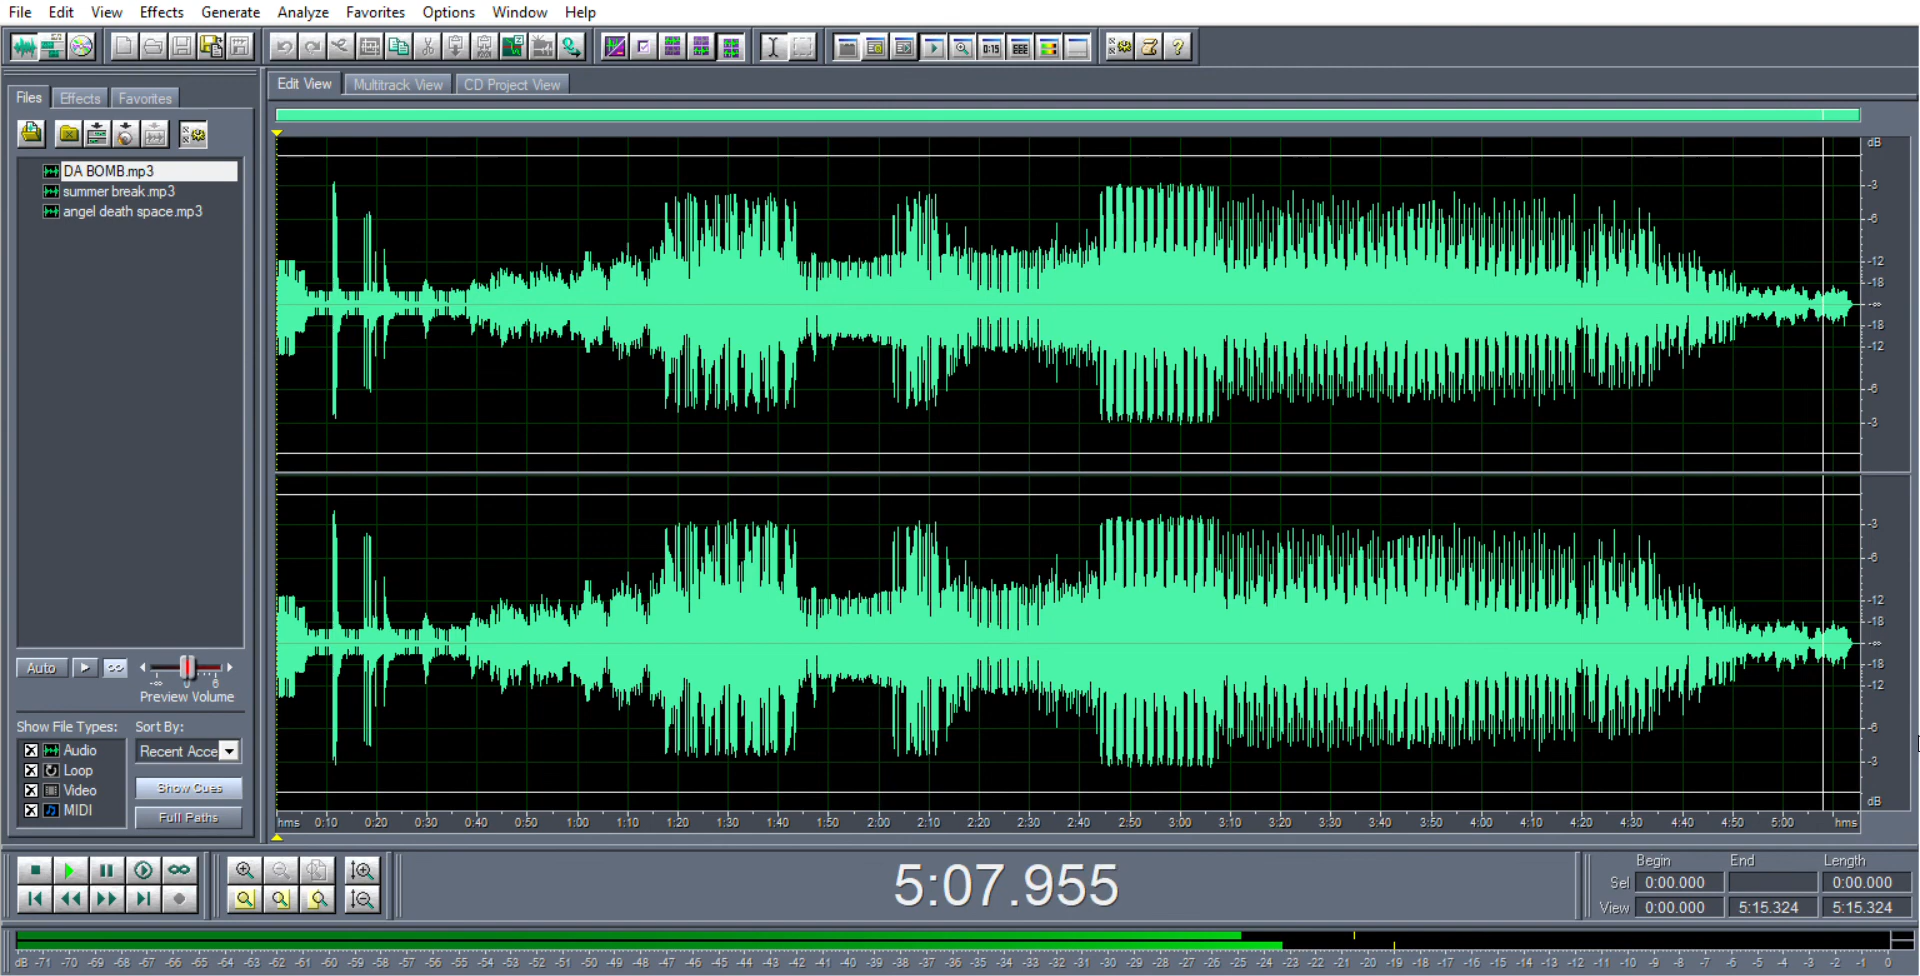 File Edit View Effects Generate Analyze Favorites Options Window Help
0:15
Edit View Multitrack View CD Project View
Files Effects Favorites
DA BOMB.mp3
summer break.mp3
angel death space.mp3
dB
-3
-6
-12
-18
-∞
-18
-12
-6
-3
-3
-6
-12
-18
-∞
-18
-12
-6
-3
dB
hms 0:10 0:20 0:30 0:40 0:50 1:00 1:10 1:20 1:30 1:40 1:50 2:00 2:10 2:20 2:30 2:40 2:50 3:00 3:10 3:20 3:30 3:40 3:50 4:00 4:10 4:20 4:30 4:40 4:50 5:00 hms
Auto
-∞ 0 6
Preview Volume
Show File Types: Sort By:
Audio Recent Acce
Loop
Video Show Cues
MIDI Full Paths
5:07.955
Begin End Length
Sel 0:00.000 0:00.000
View 0:00.000 5:15.324 5:15.324
dB -71 -70 -69 -68 -67 -66 -65 -64 -63 -62 -61 -60 -59 -58 -57 -56 -55 -54 -53 -52 -51 -50 -49 -48 -47 -46 -45 -44 -43 -42 -41 -40 -39 -38 -37 -36 -35 -34 -33 -32 -31 -30 -29 -28 -27 -26 -25 -24 -23 -22 -21 -20 -19 -18 -17 -16 -15 -14 -13 -12 -11 -10 -9 -8 -7 -6 -5 -4 -3 -2 -1 0